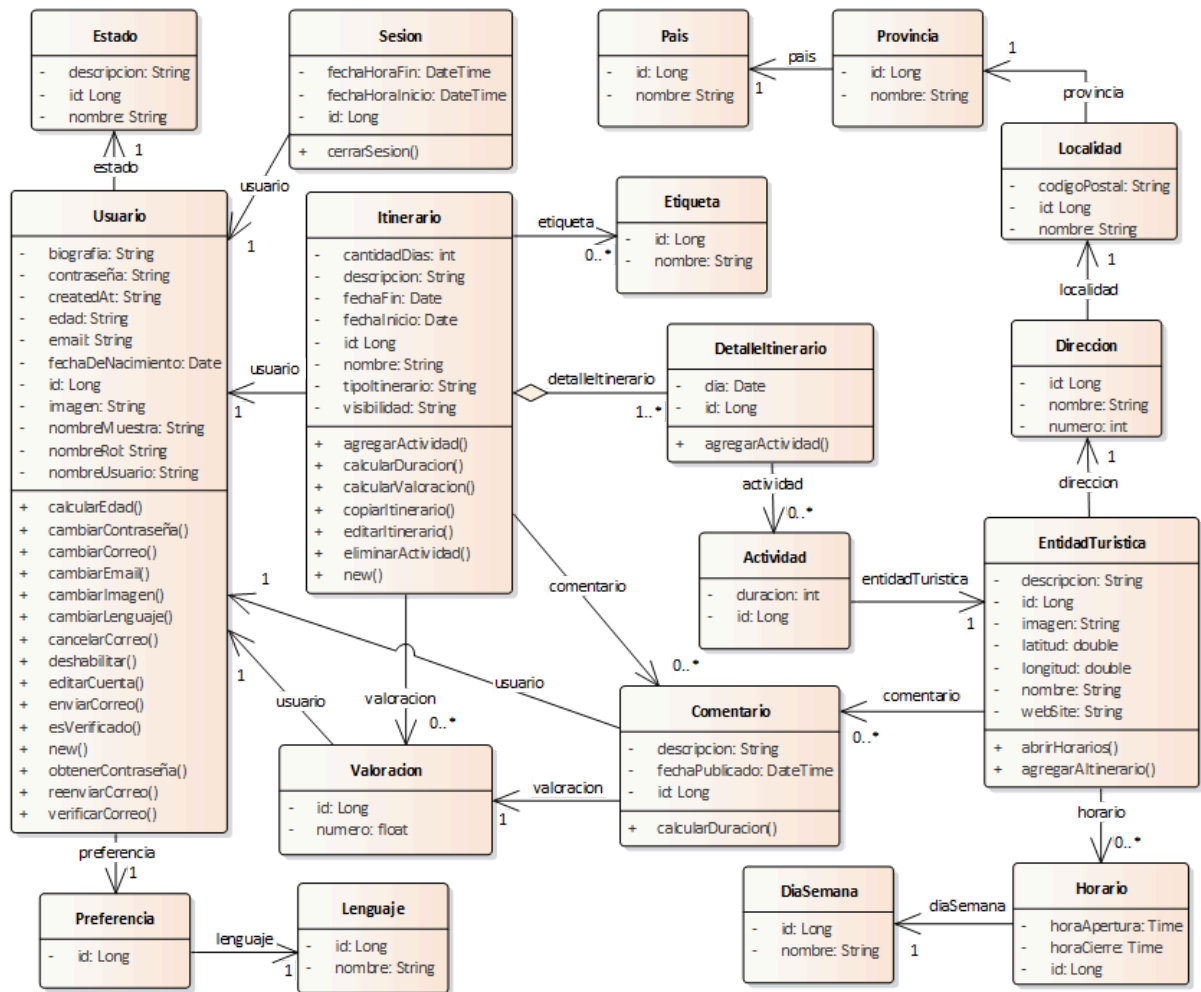 Estado
- descripcion: String
- id: Long
- nombre: String
1
estado
Sesion
- fechaHoraFin: DateTime
- fechaHoraInicio: DateTime
- id: Long
+ cerrarSesion()
usuario
1
Pais
- id: Long
- nombre: String
pais
1
Provincia
- id: Long
- nombre: String
1
provincia
Localidad
- codigoPostal: String
- id: Long
- nombre: String
1
localidad
Direccion
- id: Long
- nombre: String
- numero: int
1
direccion
Usuario
- biografia: String
- contraseña: String
- createdAt: String
- edad: String
- email: String
- fechaDeNacimiento: Date
- id: Long
- imagen: String
- nombreMuestra: String
- nombreRol: String
- nombreUsuario: String
+ calcularEdad()
+ cambiarContraseña()
+ cambiarCorreo()
+ cambiarEmail()
+ cambiarImagen()
+ cambiarLenguaje()
+ cancelarCorreo()
+ deshabilitar()
+ editarCuenta()
+ enviarCorreo()
+ esVerificado()
+ new()
+ obtenerContraseña()
+ reenviarCorreo()
+ verificarCorreo()
usuario
1
Itinerario
- cantidadDias: int
- descripcion: String
- fechaFin: Date
- fechaInicio: Date
- id: Long
- nombre: String
- tipoItinerario: String
- visibilidad: String
+ agregarActividad()
+ calcularDuracion()
+ calcularValoracion()
+ copiarItinerario()
+ editarItinerario()
+ eliminarActividad()
+ new()
etiqueta
0..*
Etiqueta
- id: Long
- nombre: String
detalleItinerario
1..*
DetalleItinerario
- dia: Date
- id: Long
+ agregarActividad()
actividad
0..*
Actividad
- duracion: int
- id: Long
entidadTuristica
1
EntidadTuristica
- descripcion: String
- id: Long
- imagen: String
- latitud: double
- longitud: double
- nombre: String
- webSite: String
+ abrirHorarios()
+ agregarAItinerario()
comentario
0..*
comentario
0..*
1
usuario
1
usuario
valoracion
0..*
Comentario
- descripcion: String
- fechaPublicado: DateTime
- id: Long
+ calcularDuracion()
valoracion
1
Valoracion
- id: Long
- numero: float
horario
0..*
Horario
- horaApertura: Time
- horaCierre: Time
- id: Long
diaSemana
1
DiaSemana
- id: Long
- nombre: String
preferencia
1
Preferencia
- id: Long
lenguaje
1
Lenguaje
- id: Long
- nombre: String